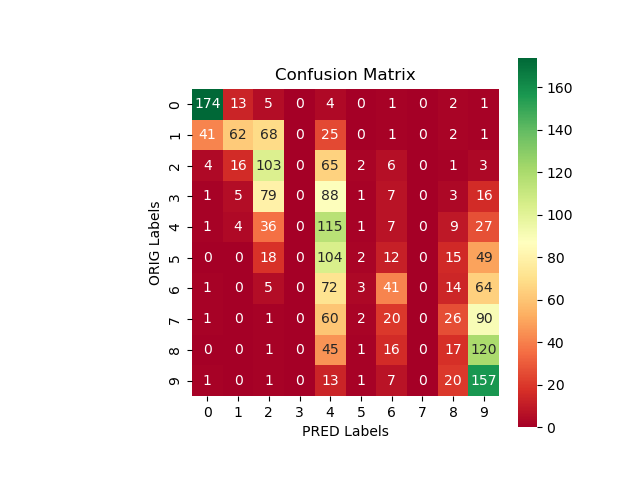 Confusion Matrix
ORIG Labels
0 174 13 5 0 4 0 1 0 2 1
1 41 62 68 0 25 0 1 0 2 1
2 4 16 103 0 65 2 6 0 1 3
3 1 5 79 0 88 1 7 0 3 16
4 1 4 36 0 115 1 7 0 9 27
5 0 0 18 0 104 2 12 0 15 49
6 1 0 5 0 72 3 41 0 14 64
7 1 0 1 0 60 2 20 0 26 90
8 0 0 1 0 45 1 16 0 17 120
9 1 0 1 0 13 1 7 0 20 157
0 1 2 3 4 5 6 7 8 9
PRED Labels
160
140
120
100
80
60
40
20
0